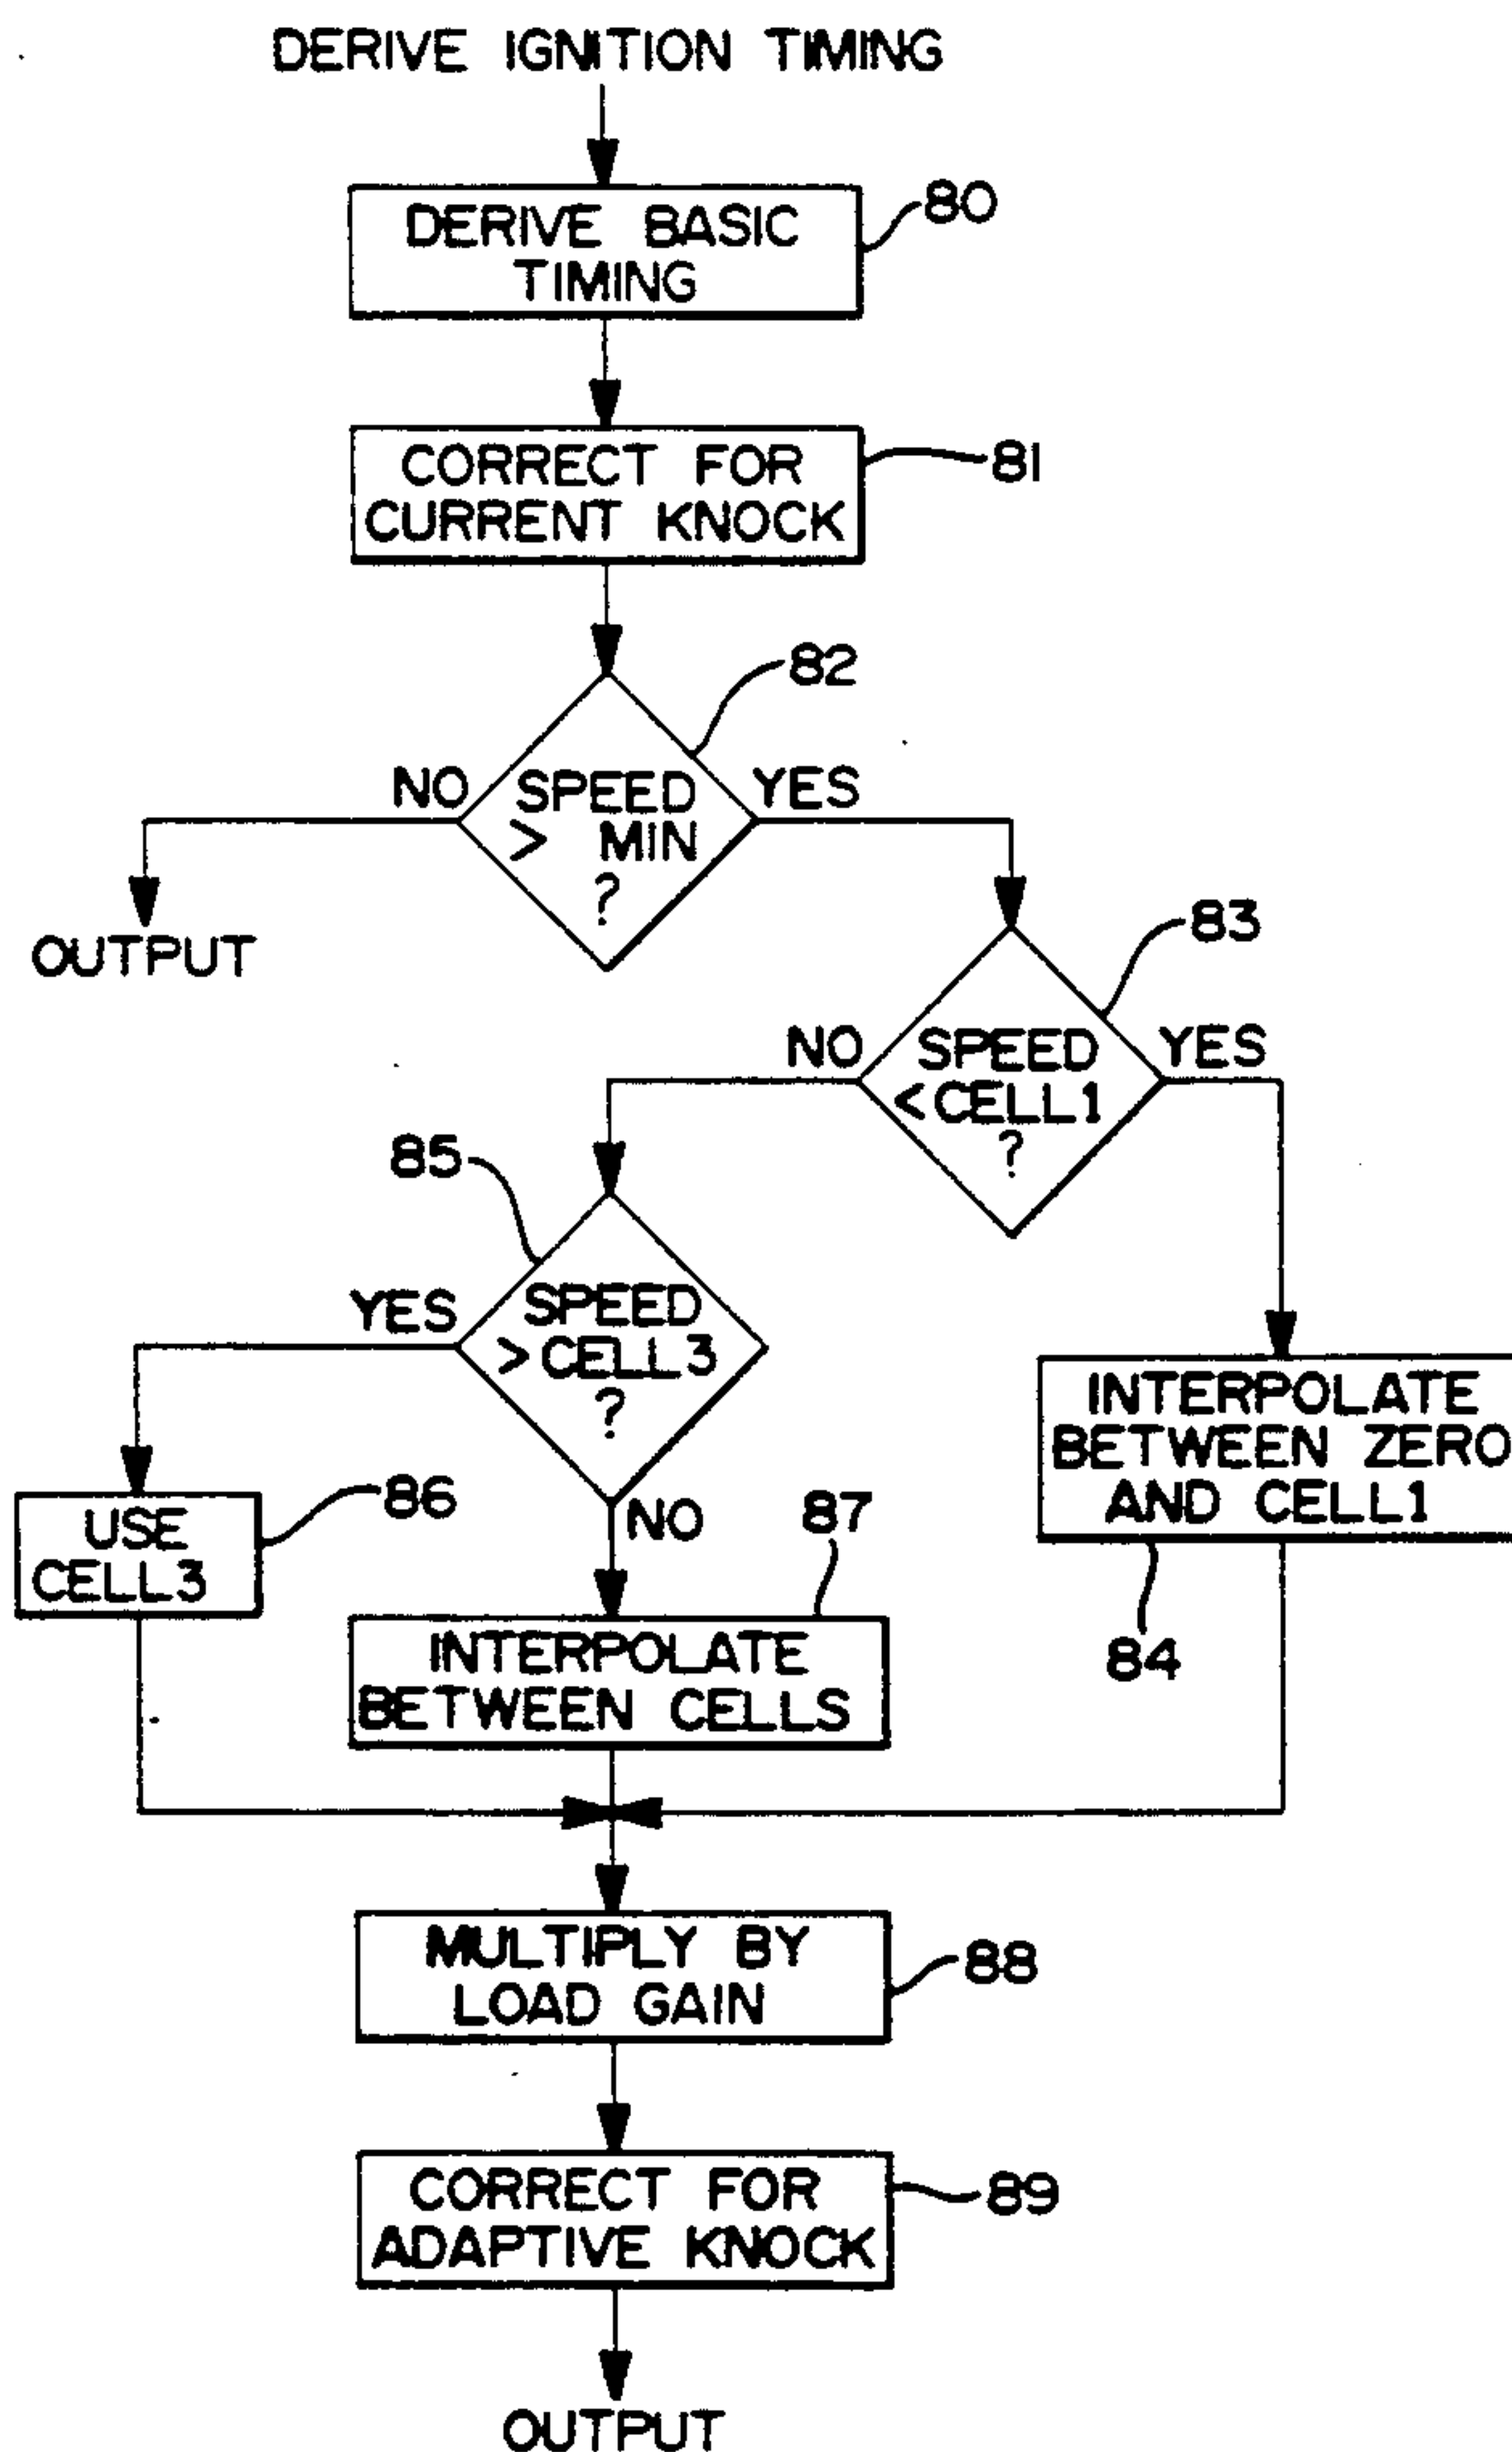 DERIVE IGNITION TIMING
80
DERIVE BASIC
TIMING
81
CORRECT FOR
CURRENT KNOCK
82
NO
SPEED
> MIN
?
YES
OUTPUT
83
NO
SPEED
<CELL1
?
YES
85
YES
SPEED
>CELL3
?
NO
INTERPOLATE
BETWEEN ZERO
AND CELL1
84
86
USE
CELL3
87
INTERPOLATE
BETWEEN CELLS
MULTIPLY BY
LOAD GAIN
88
CORRECT FOR
ADAPTIVE KNOCK
89
OUTPUT